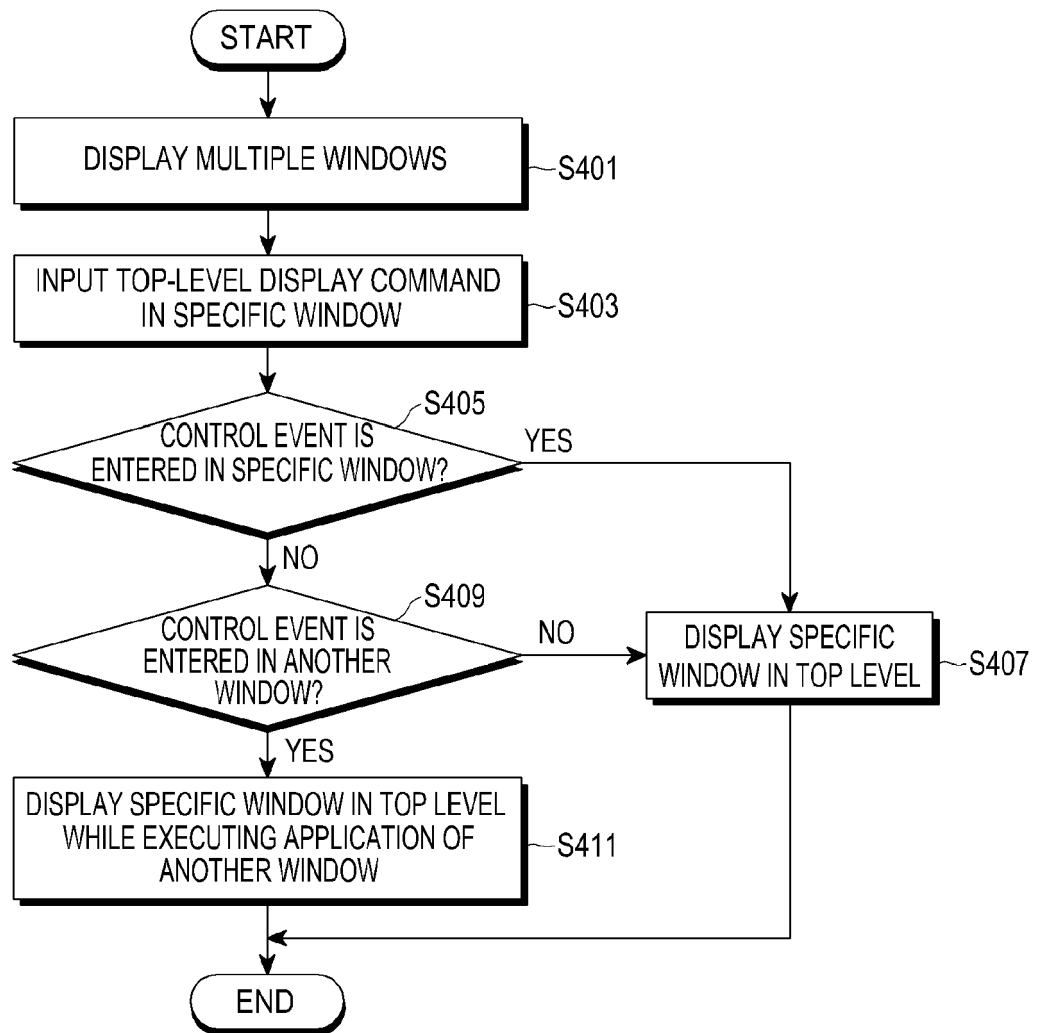 START
DISPLAY MULTIPLE WINDOWS
S401
INPUT TOP-LEVEL DISPLAY COMMAND
IN SPECIFIC WINDOW
S403
S405
CONTROL EVENT IS
ENTERED IN SPECIFIC WINDOW?
YES
NO
S409
CONTROL EVENT IS
ENTERED IN ANOTHER
WINDOW?
NO
DISPLAY SPECIFIC
WINDOW IN TOP LEVEL
S407
YES
DISPLAY SPECIFIC WINDOW IN TOP LEVEL
WHILE EXECUTING APPLICATION OF
ANOTHER WINDOW
S411
END